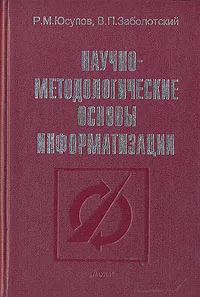 Р.М.Юсупов, В.П.Заболотский
НАУЧНО-
МЕТОДОЛОГИЧЕСКИЕ
ОСНОВЫ
ИНФОРМАТИЗАЦИИ